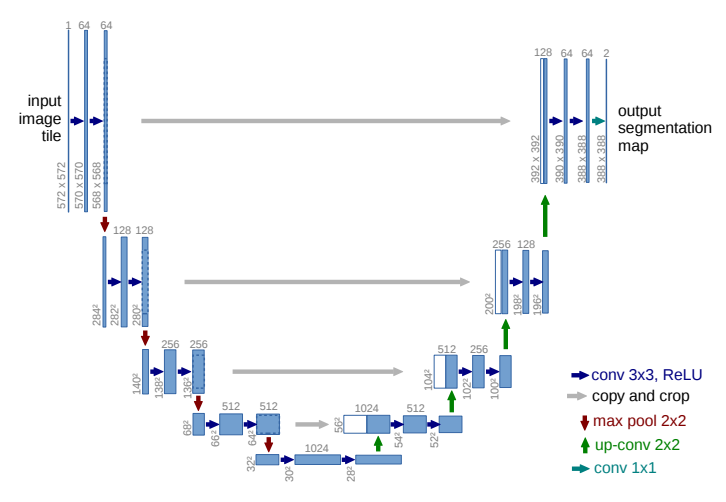 1 64 64
128 64 64 2
input
image
tile
output
segmentation
map
572 x 572
570 x 570
568 x 568
392 x 392
390 x 390
388 x 388
388 x 388
128 128
256 128
284²
282²
280²
200²
198²
196²
256 256
512 256
140²
138²
136²
104²
102²
100²
512 512
1024 512
68²
66²
64²
56²
54²
52²
1024
32²
30²
28²
conv 3x3, ReLU
copy and crop
max pool 2x2
up-conv 2x2
conv 1x1